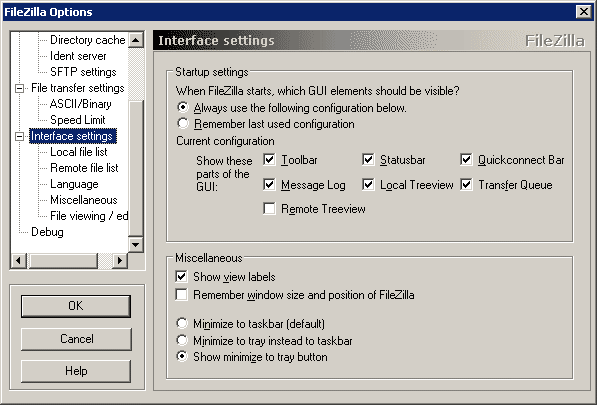 FileZilla Options
Directory cache
Ident server
SFTP settings
File transfer settings
ASCII/Binary
Speed Limit
Interface settings
Local file list
Remote file list
Language
Miscellaneous
File viewing / ed
Debug
OK
Cancel
Help
Interface settings
FileZilla
Startup settings
When FileZilla starts, which GUI elements should be visible?
Always use the following configuration below.
Remember last used configuration
Current configuration
Show these
parts of the
GUI:
Toolbar
Statusbar
Quickconnect Bar
Message Log
Local Treeview
Transfer Queue
Remote Treeview
Miscellaneous
Show view labels
Remember window size and position of FileZilla
Minimize to taskbar (default)
Minimize to tray instead to taskbar
Show minimize to tray button